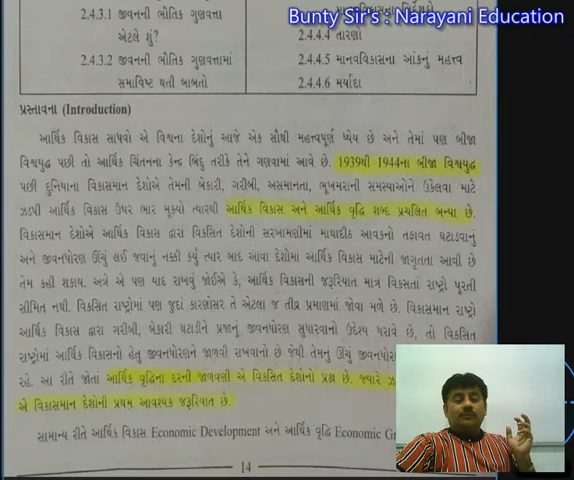 Bunty Sir's : Narayani Education
2.4.3.1 જીવનની ભૌતિક ગુણવત્તા
એટલે શું?
2.4.3.2 જીવનની ભૌતિક ગુણવત્તામાં
સમાવિષ્ટ થતી બાબતો
2.4.4.4 તારણો
2.4.4.5 માનવવિકાસના આંકનું મહત્ત્વ
2.4.4.6 મર્યાદા
પ્રસ્તાવના (Introduction)
આર્થિક વિકાસ સાધવો એ વિશ્વના દેશોનું આજે એક સૌથી મહત્ત્વપૂર્ણ ધ્યેય છે અને તેમાં પણ બીજા
વિશ્વયુદ્ધ પછી તો આર્થિક ચિંતનના કેન્દ્ર બિંદુ તરીકે તેને ગણવામાં આવે છે. 1939થી 1944ના બીજા વિશ્વયુદ્ધ
પછી દુનિયાના વિકાસમાન દેશોએ તેમની બેકારી, ગરીબી, અસમાનતા, ભૂખમરાની સમસ્યાઓને ઉકેલવા માટે
ઝડપી આર્થિક વિકાસ ઉપર ભાર મૂક્યો ત્યારથી આર્થિક વિકાસ અને આર્થિક વૃદ્ધિ શબ્દ પ્રચલિત બન્યા છે.
વિકાસમાન દેશોએ આર્થિક વિકાસ દ્વારા વિકસિત દેશોની સરખામણીમાં માથાદીક આવકનો તફાવત ઘટાડવાનું
અને જીવનધોરણ ઊંચું લઈ જવાનું નક્કી કર્યું ત્યાર બાદ આવા દેશોમાં આર્થિક વિકાસ માટેની જાગૃતતા આવી છે
તેમ કહી શકાય. અત્રે એ પણ યાદ રાખવું જોઈએ કે, આર્થિક વિકાસની જરૂરિયાત માત્ર વિકસતાં રાષ્ટ્રો પૂરતી
સીમિત નથી. વિકસિત રાષ્ટ્રોમાં પણ જુદાં કારણોસર તે એટલા જ તીવ્ર પ્રમાણમાં જોવા મળે છે. વિકાસમાન રાષ્ટ્રો
આર્થિક વિકાસ દ્વારા ગરીબી, બેકારી ઘટાડીને પ્રજાનું જીવનધોરણ સુધારવાનો ઉદ્દેશ ધરાવે છે, તો વિકસિત
રાષ્ટ્રોમાં આર્થિક વિકાસનો હેતુ જીવનધોરણને જાળવી રાખવાનો છે જેથી તેમનું ઊંચું જીવનધોરણ
રહે. આ રીતે જોતાં આર્થિક વૃદ્ધિના દરની જાળવણી એ વિકસિત દેશોનો પ્રશ્ન છે, જ્યારે
એ વિકાસમાન દેશોની પ્રથમ આવશ્યક જરૂરિયાત છે.
સામાન્ય રીતે આર્થિક વિકાસ Economic Development અને આર્થિક વૃદ્ધિ Economic
14